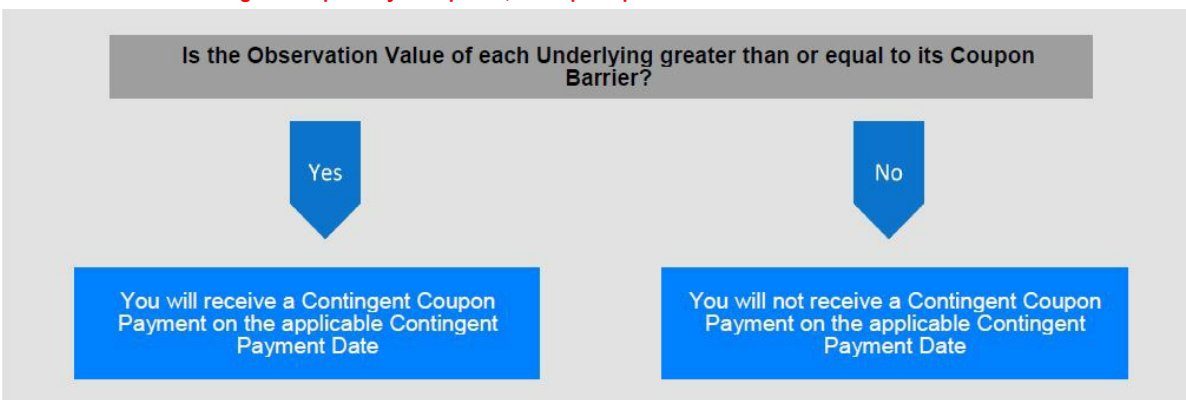 Is the Observation Value of each Underlying greater than or equal to its Coupon
Barrier?
Yes
No
You will receive a Contingent Coupon
Payment on the applicable Contingent
Payment Date
You will not receive a Contingent Coupon
Payment on the applicable Contingent
Payment Date